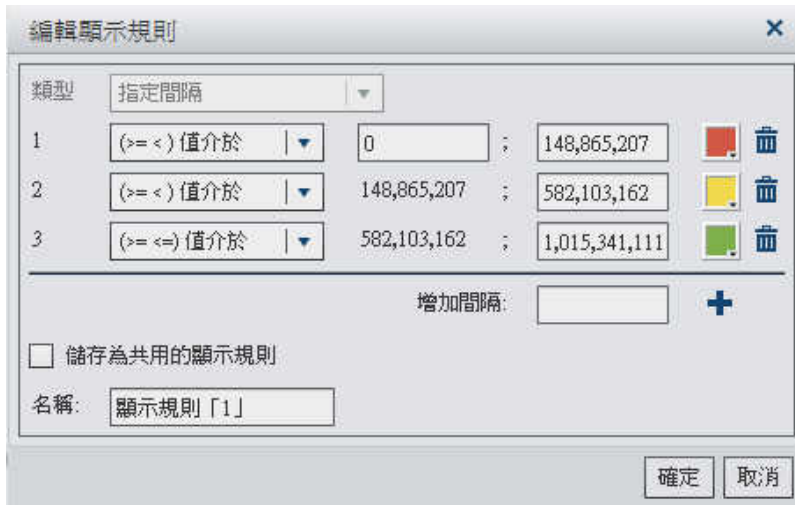 編輯顯示規則
類型 指定間隔
1 (>= < ) 值介於 0 ; 148,865,207
2 (>= < ) 值介於 148,865,207 ; 582,103,162
3 (>= <=) 值介於 582,103,162 ; 1,015,341,111
增加間隔:
儲存為共用的顯示規則
名稱: 顯示規則「1」
確定 取消